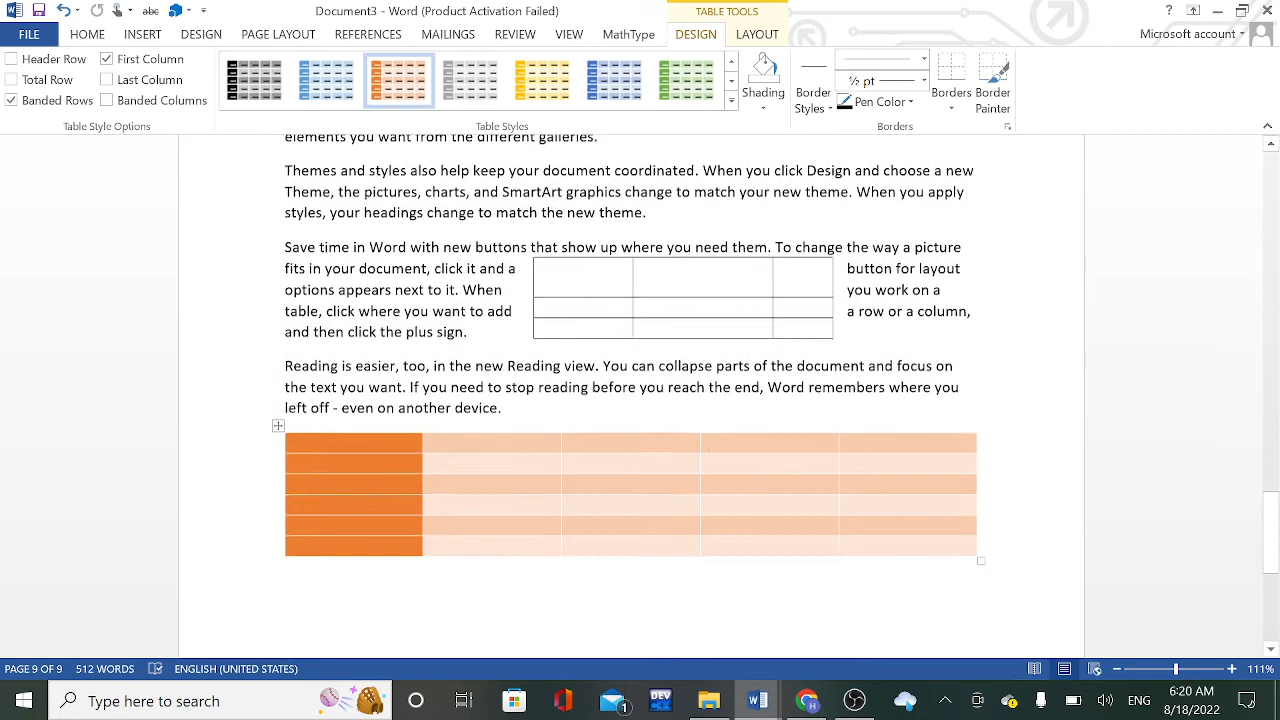 Document3 - Word (Product Activation Failed)
TABLE TOOLS
FILE
HOME
INSERT
DESIGN
PAGE LAYOUT
REFERENCES
MAILINGS
REVIEW
VIEW
MathType
DESIGN
LAYOUT
Microsoft account
Header Row
First Column
Total Row
Last Column
Banded Rows
Banded Columns
Table Style Options
Table Styles
Shading
½ pt
Pen Color
Border Styles
Borders
Border Painter
Borders
elements you want from the different galleries.
Themes and styles also help keep your document coordinated. When you click Design and choose a new
Theme, the pictures, charts, and SmartArt graphics change to match your new theme. When you apply
styles, your headings change to match the new theme.
Save time in Word with new buttons that show up where you need them. To change the way a picture
fits in your document, click it and a button for layout
options appears next to it. When you work on a
table, click where you want to add a row or a column,
and then click the plus sign.
Reading is easier, too, in the new Reading view. You can collapse parts of the document and focus on
the text you want. If you need to stop reading before you reach the end, Word remembers where you
left off - even on another device.
PAGE 9 OF 9
512 WORDS
ENGLISH (UNITED STATES)
111%
Type here to search
DEV
1
ENG
6:20 AM
8/18/2022